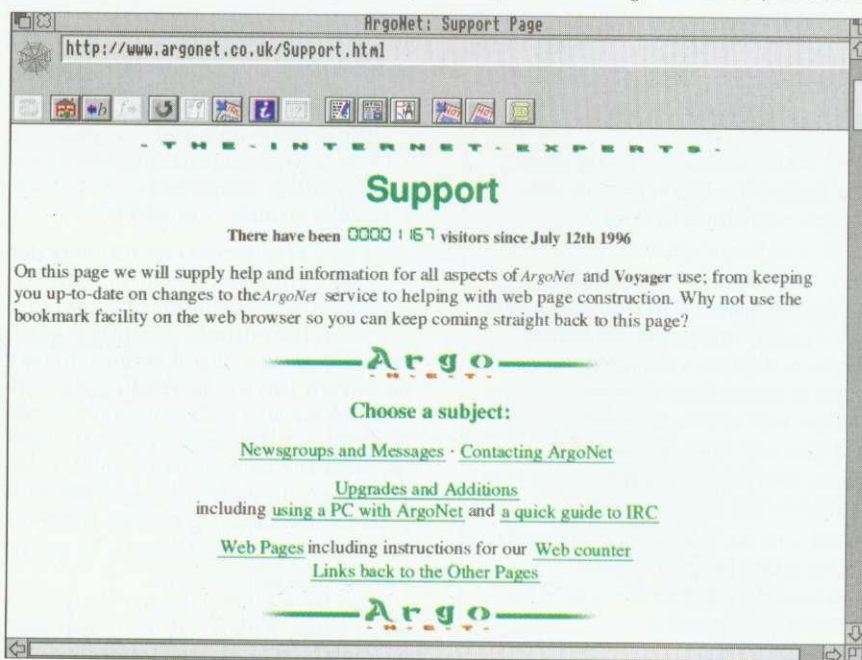 ArgoNet: Support Page
http://www.argonet.co.uk/Support.html
- T H E - I N T E R N E T - E X P E R T S -
Support
There have been 00001167 visitors since July 12th 1996
On this page we will supply help and information for all aspects of ArgoNet and Voyager use; from keeping
you up-to-date on changes to the ArgoNet service to helping with web page construction. Why not use the
bookmark facility on the web browser so you can keep coming straight back to this page?
Argo
- N - E - T -
Choose a subject:
Newsgroups and Messages · Contacting ArgoNet
Upgrades and Additions
including using a PC with ArgoNet and a quick guide to IRC
Web Pages including instructions for our Web counter
Links back to the Other Pages
Argo
- N - E - T -